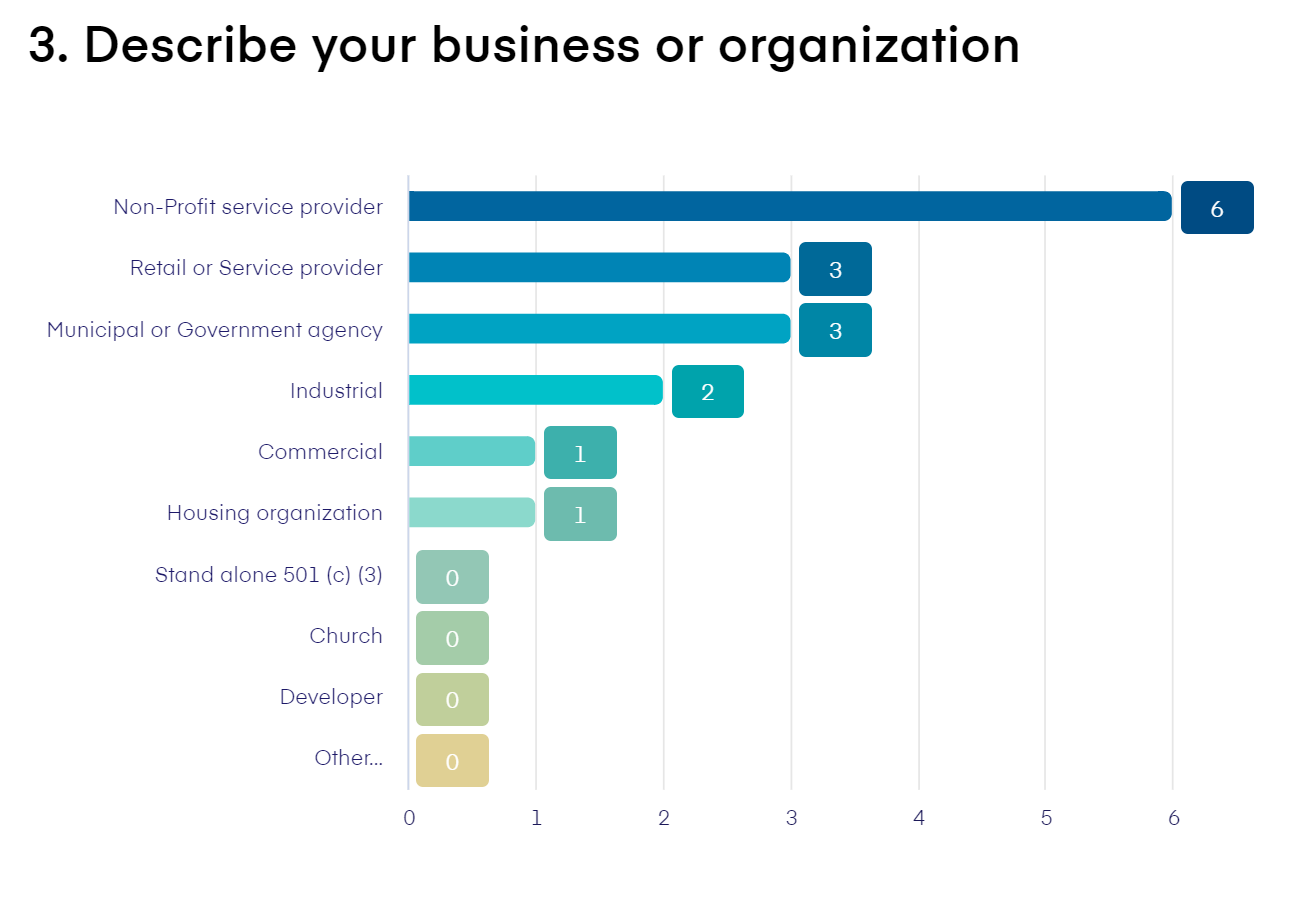 3. Describe your business or organization
Non-Profit service provider 6
Retail or Service provider 3
Municipal or Government agency 3
Industrial 2
Commercial 1
Housing organization 1
Stand alone 501 (c) (3) 0
Church 0
Developer 0
Other... 0
0 1 2 3 4 5 6